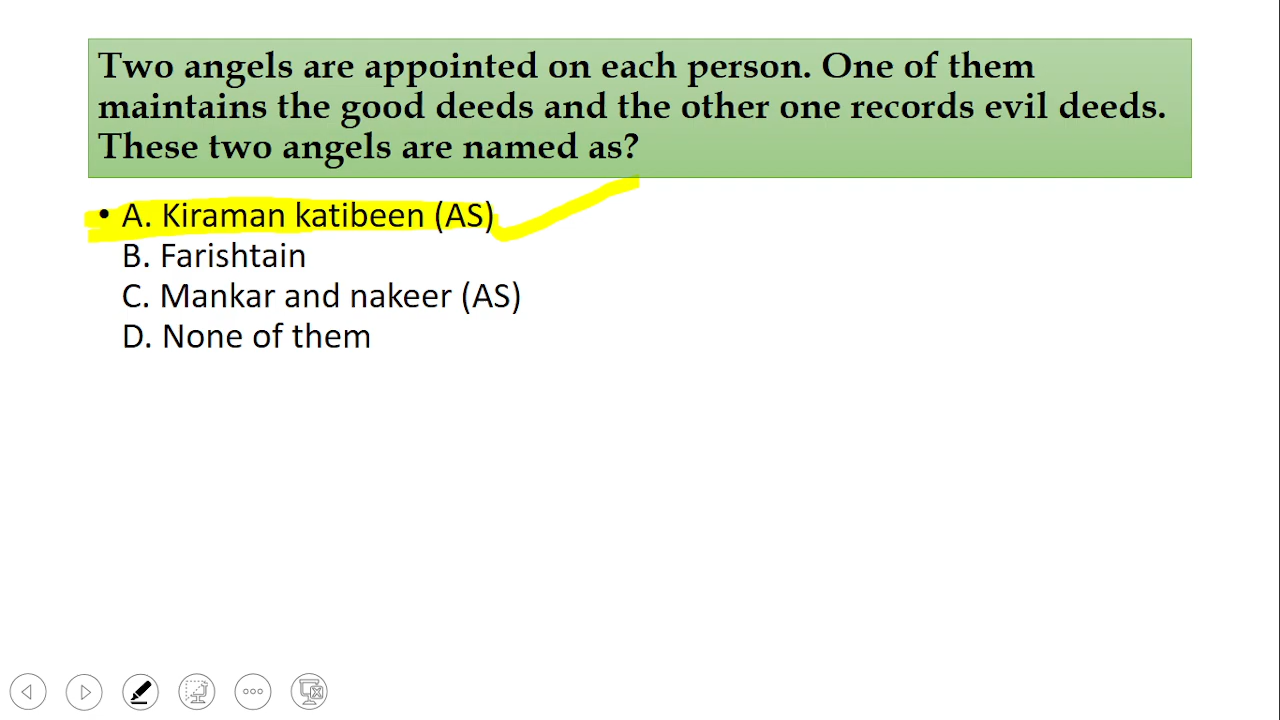 Two angels are appointed on each person. One of them
maintains the good deeds and the other one records evil deeds.
These two angels are named as?
• A. Kiraman katibeen (AS)
B. Farishtain
C. Mankar and nakeer (AS)
D. None of them